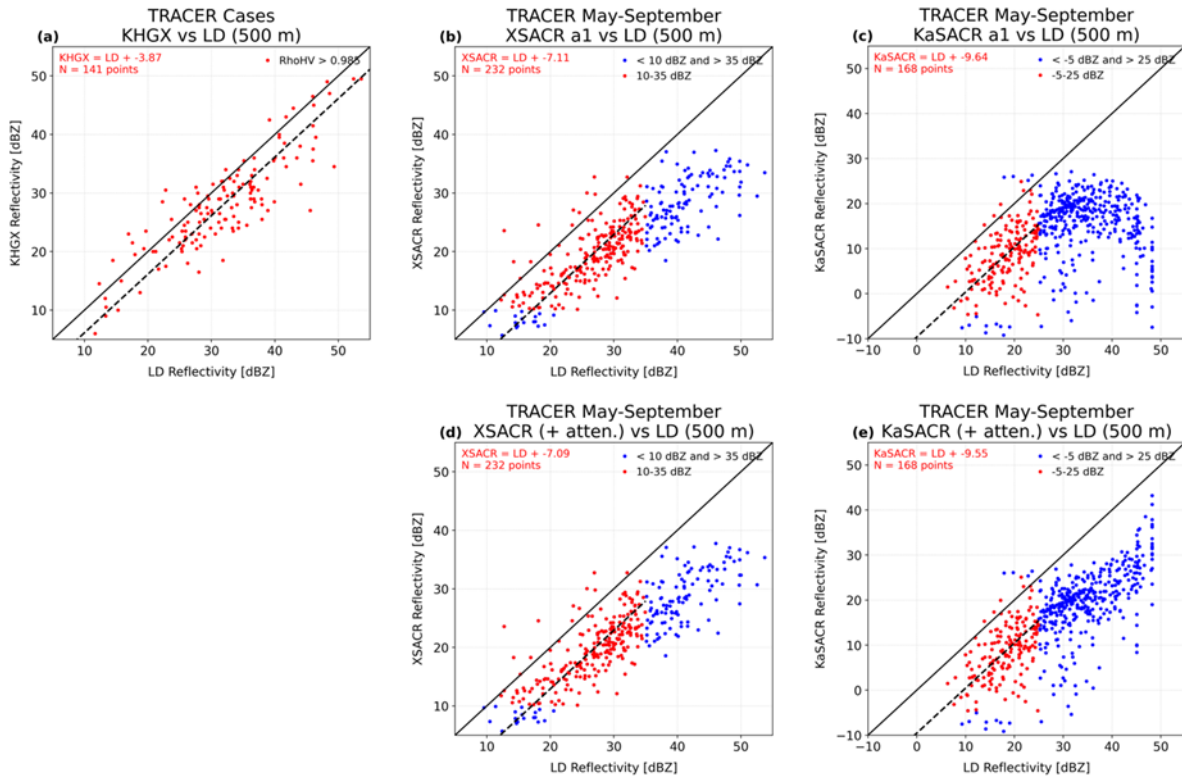 TRACER Cases
KHGX vs LD (500 m)
(a)
KHGX = LD + -3.87
N = 141 points
RhoHV > 0.985
50
40
30
20
10
KHGX Reflectivity [dBZ]
10 20 30 40 50
LD Reflectivity [dBZ]
TRACER May-September
XSACR a1 vs LD (500 m)
(b)
XSACR = LD + -7.11
N = 232 points
< 10 dBZ and > 35 dBZ
10-35 dBZ
50
40
30
20
10
XSACR Reflectivity [dBZ]
10 20 30 40 50
LD Reflectivity [dBZ]
TRACER May-September
KaSACR a1 vs LD (500 m)
(c)
KaSACR = LD + -9.64
N = 168 points
< -5 dBZ and > 25 dBZ
-5-25 dBZ
50
40
30
20
10
0
−10
KaSACR Reflectivity [dBZ]
−10 0 10 20 30 40 50
LD Reflectivity [dBZ]
TRACER May-September
XSACR (+ atten.) vs LD (500 m)
(d)
XSACR = LD + -7.09
N = 232 points
< 10 dBZ and > 35 dBZ
10-35 dBZ
50
40
30
20
10
XSACR Reflectivity [dBZ]
10 20 30 40 50
LD Reflectivity [dBZ]
TRACER May-September
KaSACR (+ atten.) vs LD (500 m)
(e)
KaSACR = LD + -9.55
N = 168 points
< -5 dBZ and > 25 dBZ
-5-25 dBZ
50
40
30
20
10
0
−10
KaSACR Reflectivity [dBZ]
−10 0 10 20 30 40 50
LD Reflectivity [dBZ]